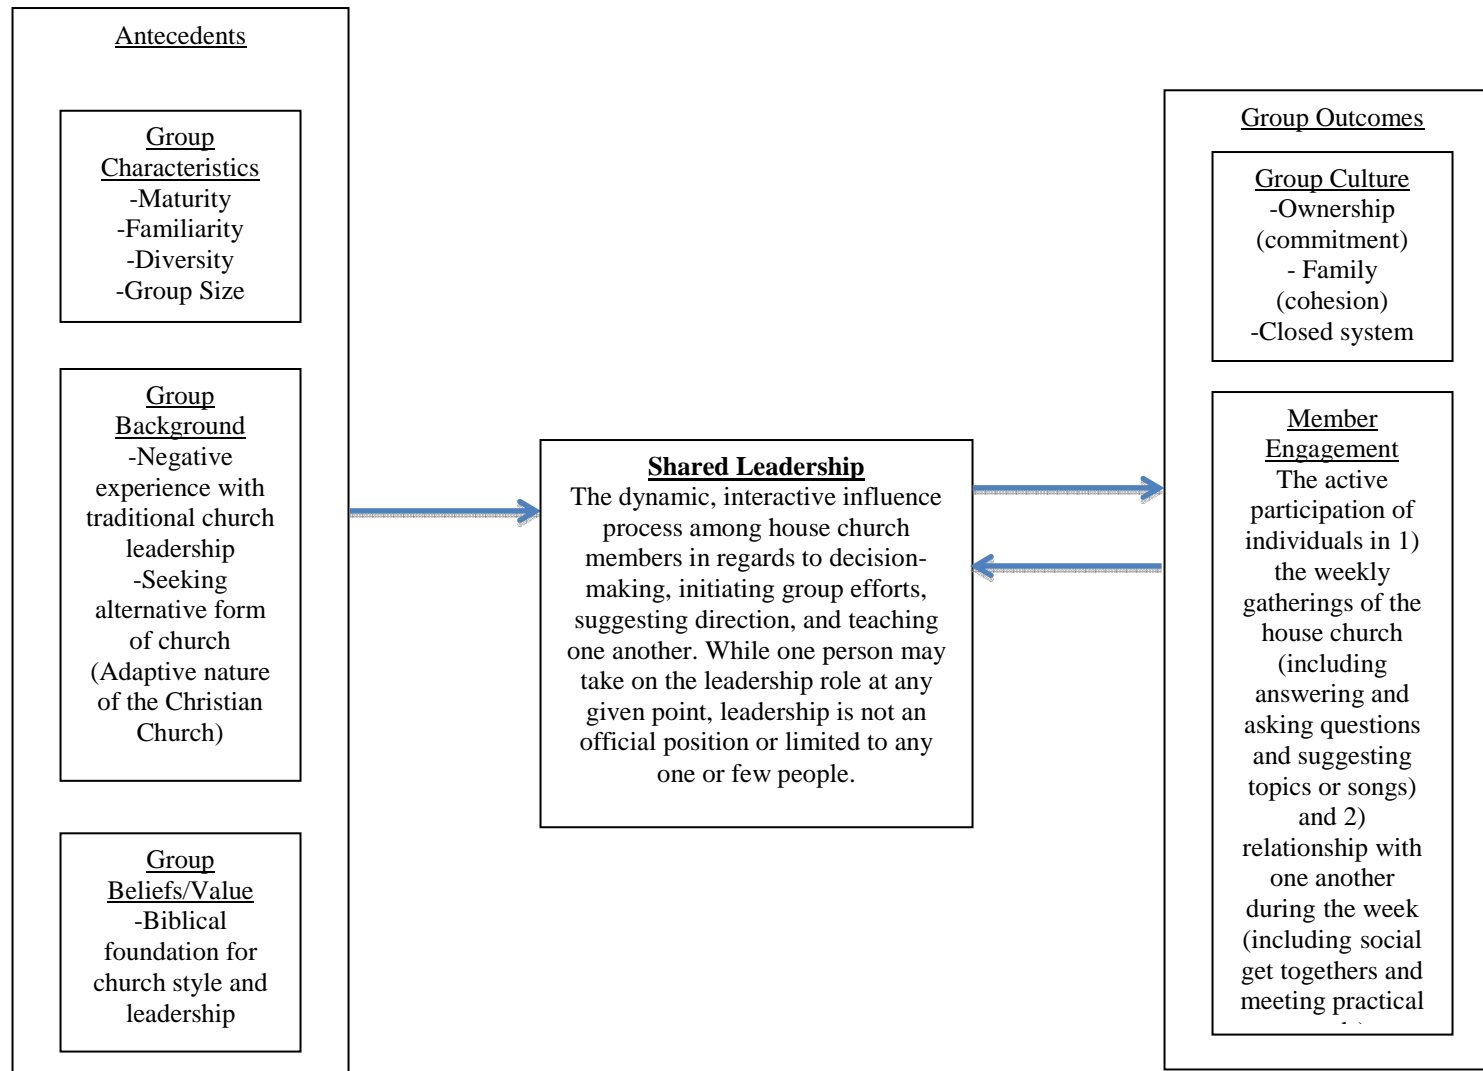 Antecedents
Group
Characteristics
-Maturity
-Familiarity
-Diversity
-Group Size
Group
Background
-Negative
experience with
traditional church
leadership
-Seeking
alternative form
of church
(Adaptive nature
of the Christian
Church)
Group
Beliefs/Value
-Biblical
foundation for
church style and
leadership
Shared Leadership
The dynamic, interactive influence
process among house church
members in regards to decision-
making, initiating group efforts,
suggesting direction, and teaching
one another. While one person may
take on the leadership role at any
given point, leadership is not an
official position or limited to any
one or few people.
Group Outcomes
Group Culture
-Ownership
(commitment)
- Family
(cohesion)
-Closed system
Member
Engagement
The active
participation of
individuals in 1)
the weekly
gatherings of the
house church
(including
answering and
asking questions
and suggesting
topics or songs)
and 2)
relationship with
one another
during the week
(including social
get togethers and
meeting practical